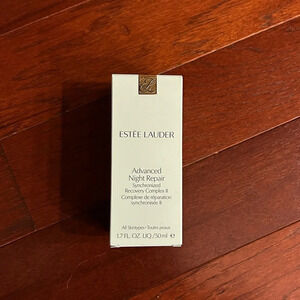 ESTĒE LAUDER
Advanced
Night Repair
Synchronized
Recovery Complex II
Complexe de réparation
synchronisée II
All Skintypes • Toutes peaux
1.7 FL. OZ. LIQ./50 ml e